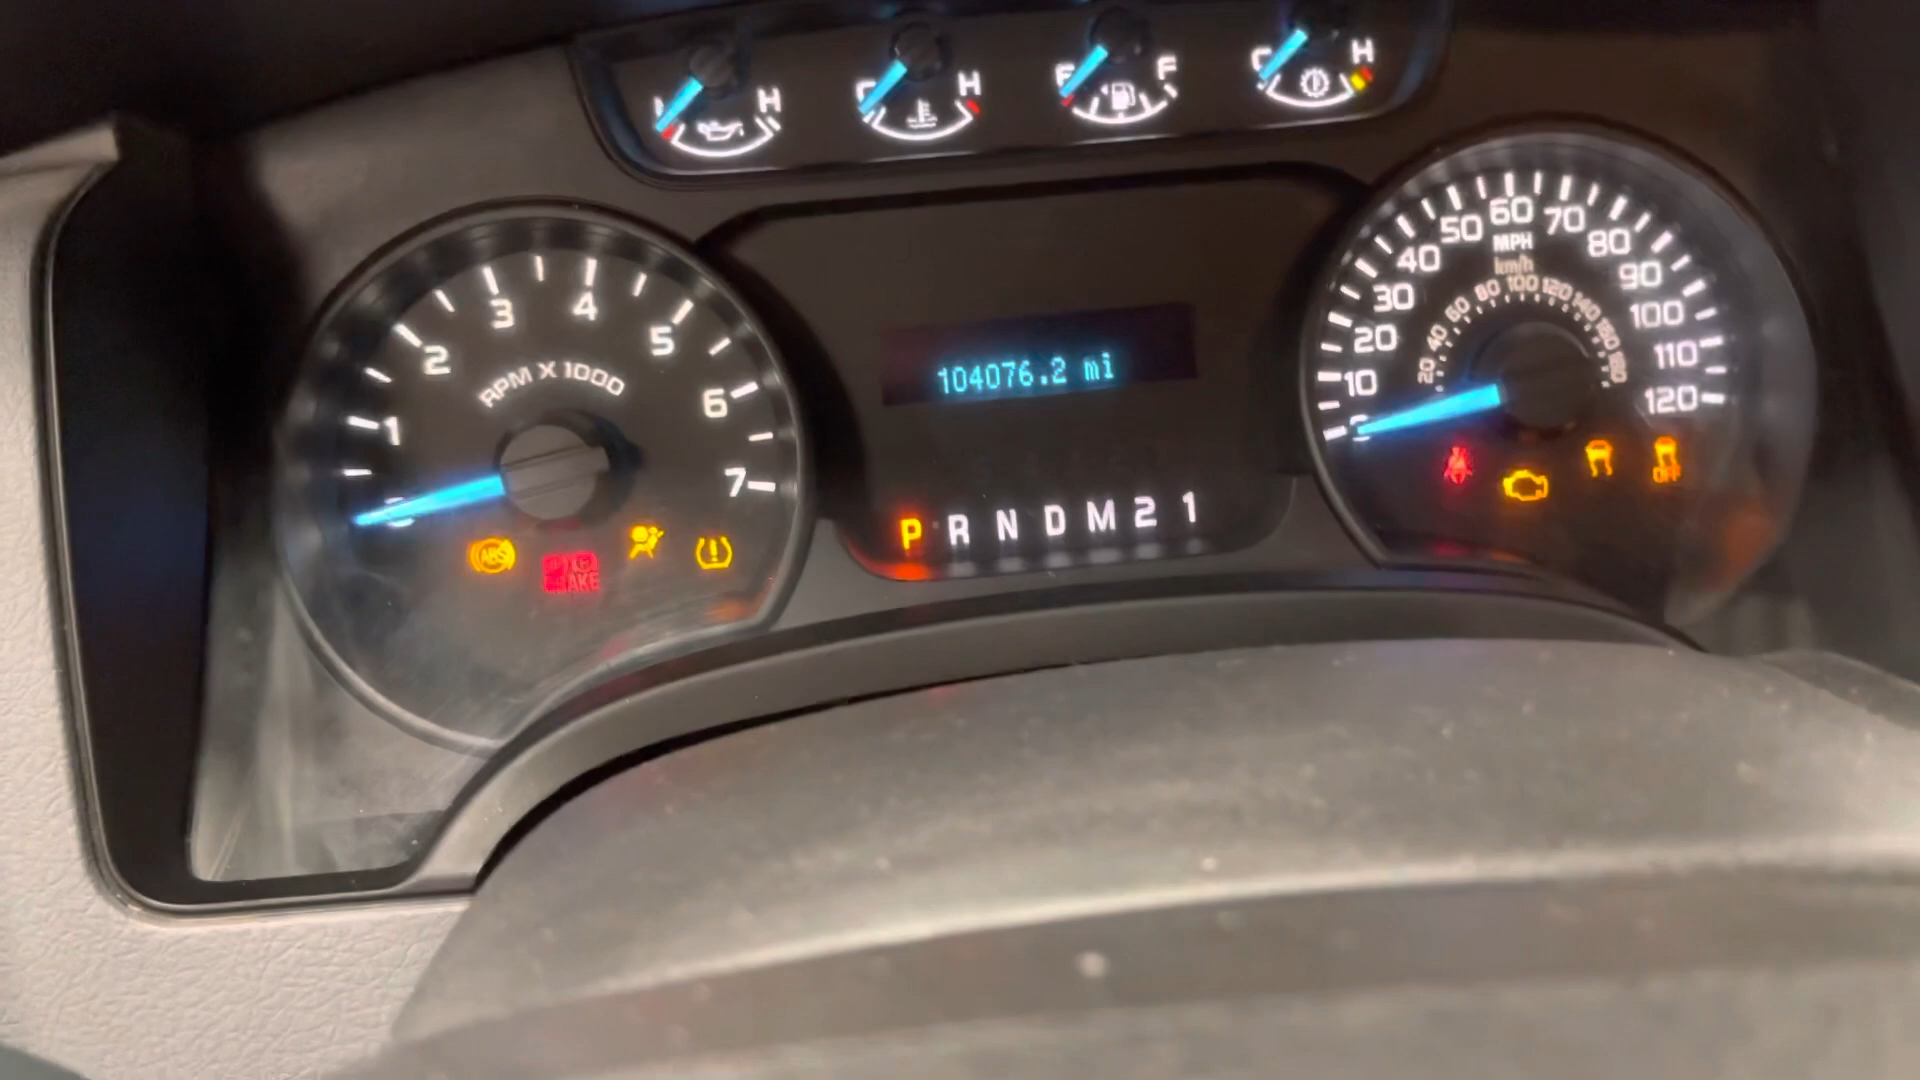 H
H
F
C H
1 2 3 4 5 6 7
RPM X 1000
ABS
BRAKE
104076.2 mi
P R N D M 2 1
10 20 30 40 50 60 70 80 90 100 110 120
MPH
km/h
20 40 60 80 100 120 140 160 180
OFF